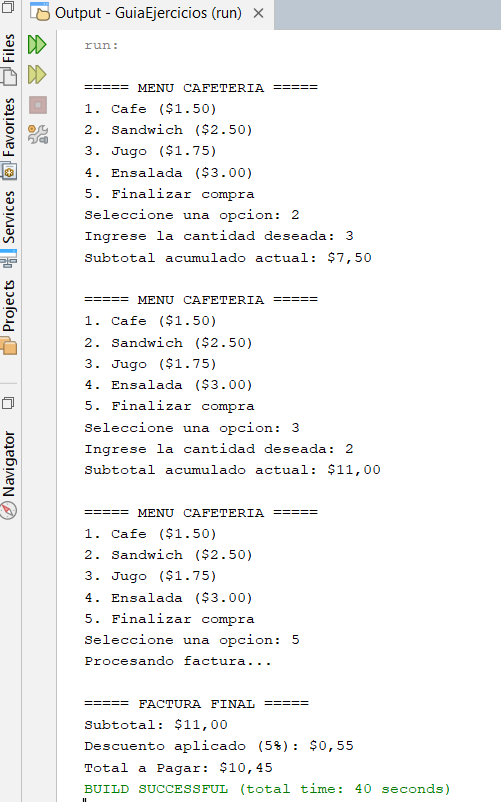 Output - GuiaEjercicios (run)
Files
Favorites
Services
Projects
Navigator
run:
===== MENU CAFETERIA =====
1. Cafe ($1.50)
2. Sandwich ($2.50)
3. Jugo ($1.75)
4. Ensalada ($3.00)
5. Finalizar compra
Seleccione una opcion: 2
Ingrese la cantidad deseada: 3
Subtotal acumulado actual: $7,50
===== MENU CAFETERIA =====
1. Cafe ($1.50)
2. Sandwich ($2.50)
3. Jugo ($1.75)
4. Ensalada ($3.00)
5. Finalizar compra
Seleccione una opcion: 3
Ingrese la cantidad deseada: 2
Subtotal acumulado actual: $11,00
===== MENU CAFETERIA =====
1. Cafe ($1.50)
2. Sandwich ($2.50)
3. Jugo ($1.75)
4. Ensalada ($3.00)
5. Finalizar compra
Seleccione una opcion: 5
Procesando factura...
===== FACTURA FINAL =====
Subtotal: $11,00
Descuento aplicado (5%): $0,55
Total a Pagar: $10,45
BUILD SUCCESSFUL (total time: 40 seconds)